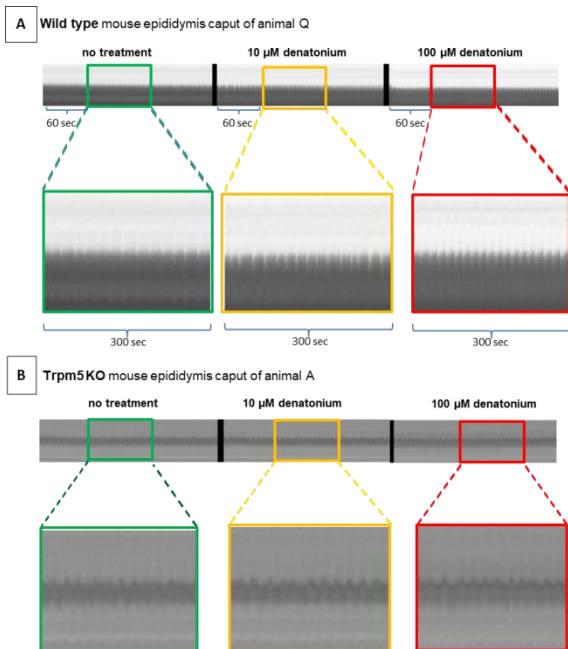 A Wild type mouse epididymis caput of animal Q
no treatment 10 µM denatonium 100 µM denatonium
60 sec 60 sec 60 sec
300 sec 300 sec 300 sec
B Trpm5 KO mouse epididymis caput of animal A
no treatment 10 µM denatonium 100 µM denatonium